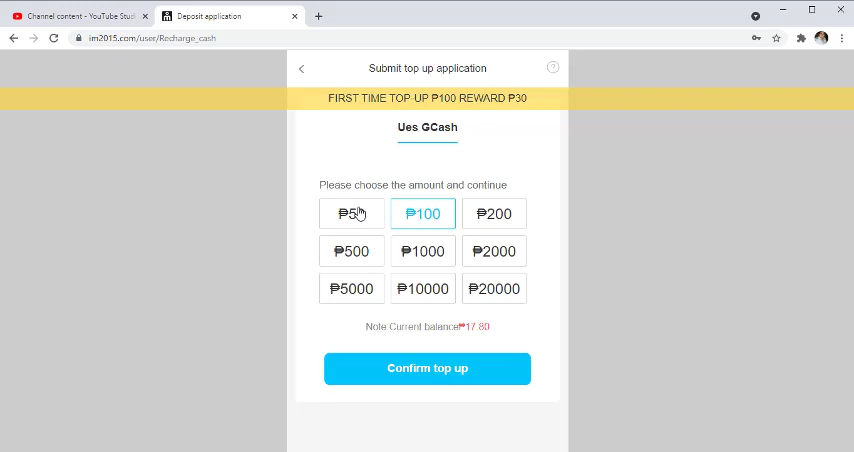 Channel content - YouTube Stud
Deposit application
im2015.com/user/Recharge_cash
Submit top up application
FIRST TIME TOP-UP ₱100 REWARD ₱30
Ues GCash
Please choose the amount and continue
₱100 ₱200
₱500 ₱1000 ₱2000
₱5000 ₱10000 ₱20000
Note Current balance₱17.80
Confirm top up